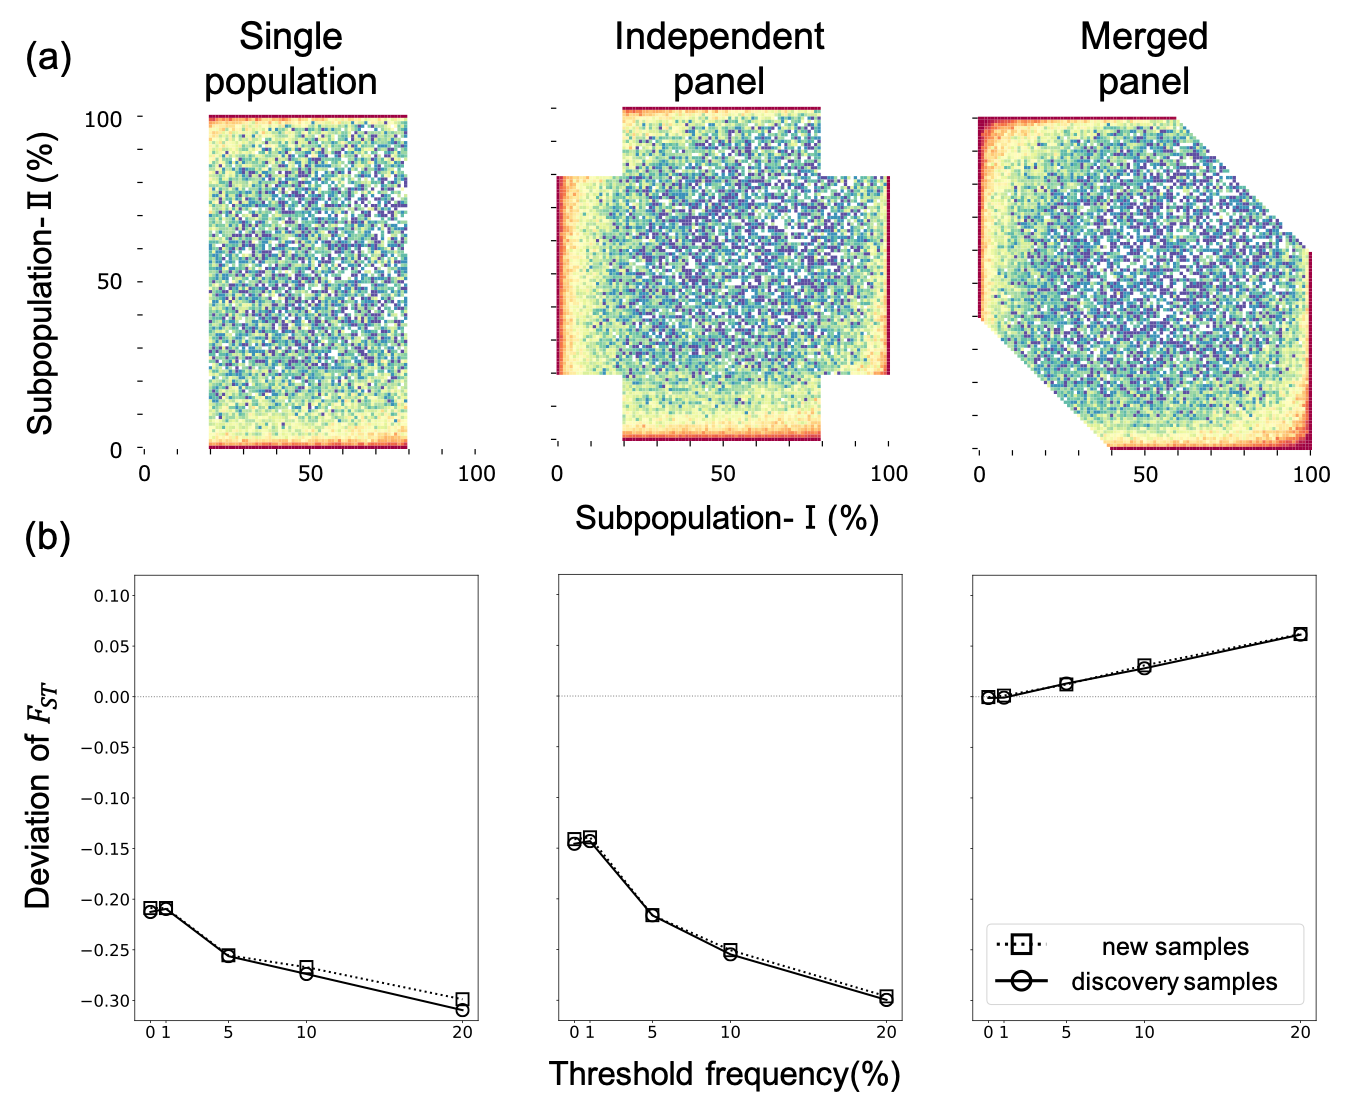 (a)
Single
population
Independent
panel
Merged
panel
Subpopulation- II (%)
100
50
0
0 50 100
0 50 100
0 50 100
Subpopulation- I (%)
(b)
Deviation of F_ST
0.10
0.05
0.00
−0.05
−0.10
−0.15
−0.20
−0.25
−0.30
0 1 5 10 20
0 1 5 10 20
0 1 5 10 20
new samples
discovery samples
Threshold frequency(%)